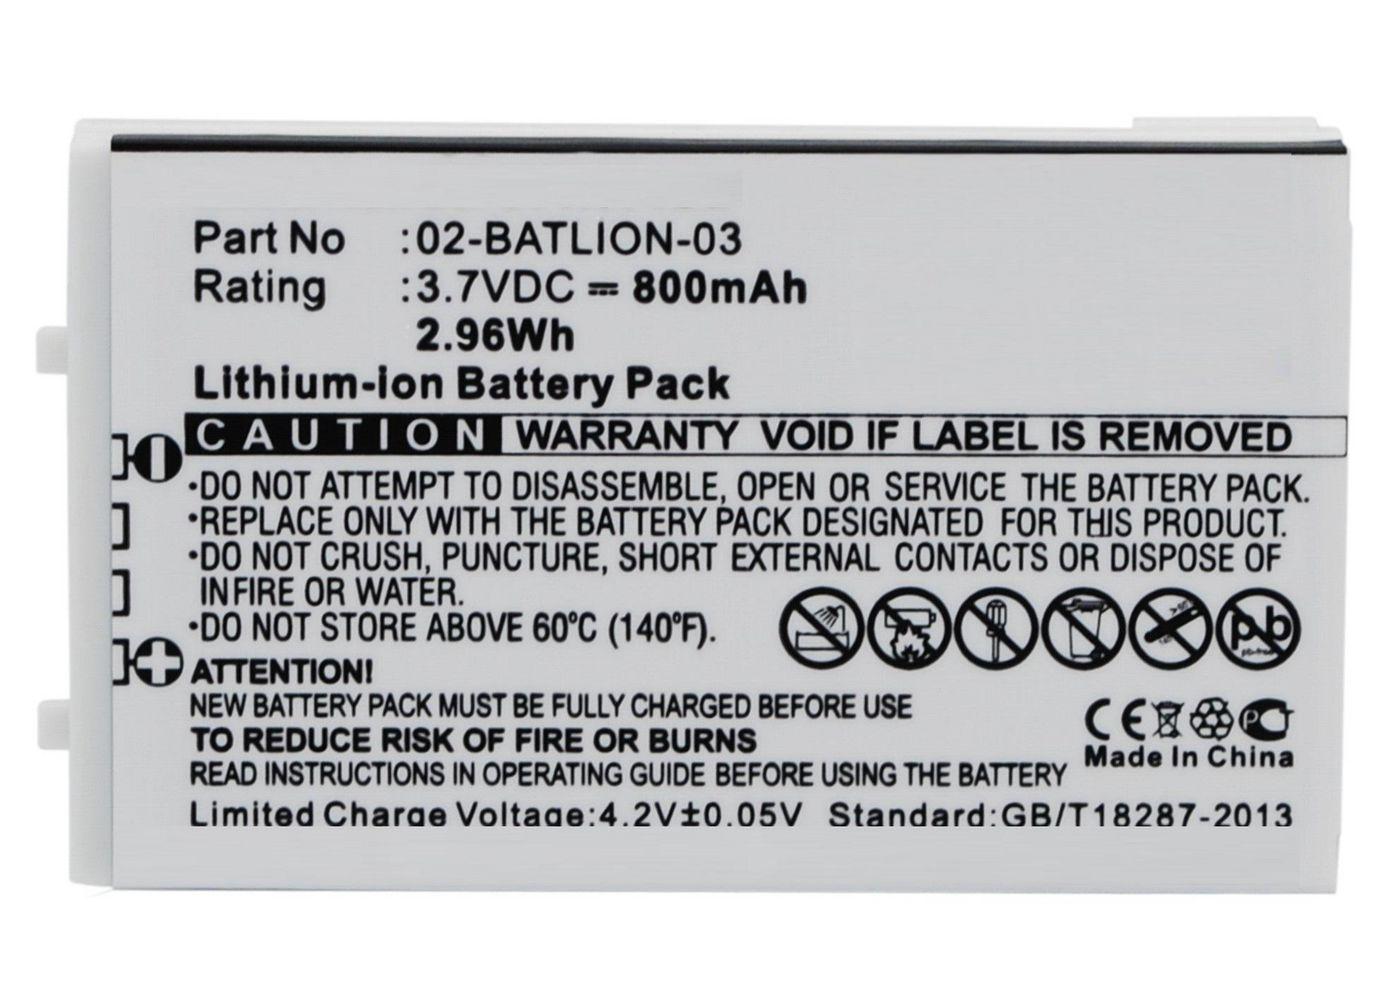 Part No :02-BATLION-03
Rating :3.7VDC ⎓ 800mAh
2.96Wh
Lithium-ion Battery Pack
CAUTION WARRANTY VOID IF LABEL IS REMOVED
•DO NOT ATTEMPT TO DISASSEMBLE, OPEN OR SERVICE THE BATTERY PACK.
•REPLACE ONLY WITH THE BATTERY PACK DESIGNATED FOR THIS PRODUCT.
•DO NOT CRUSH, PUNCTURE, SHORT EXTERNAL CONTACTS OR DISPOSE OF
IN FIRE OR WATER.
•DO NOT STORE ABOVE 60°C (140°F).
Pb
pb-free
ATTENTION!
NEW BATTERY PACK MUST BE FULLY CHARGED BEFORE USE
TO REDUCE RISK OF FIRE OR BURNS
READ INSTRUCTIONS IN OPERATING GUIDE BEFORE USING THE BATTERY
CE
Made In China
Limited Charge Voltage:4.2V±0.05V Standard:GB/T18287-2013